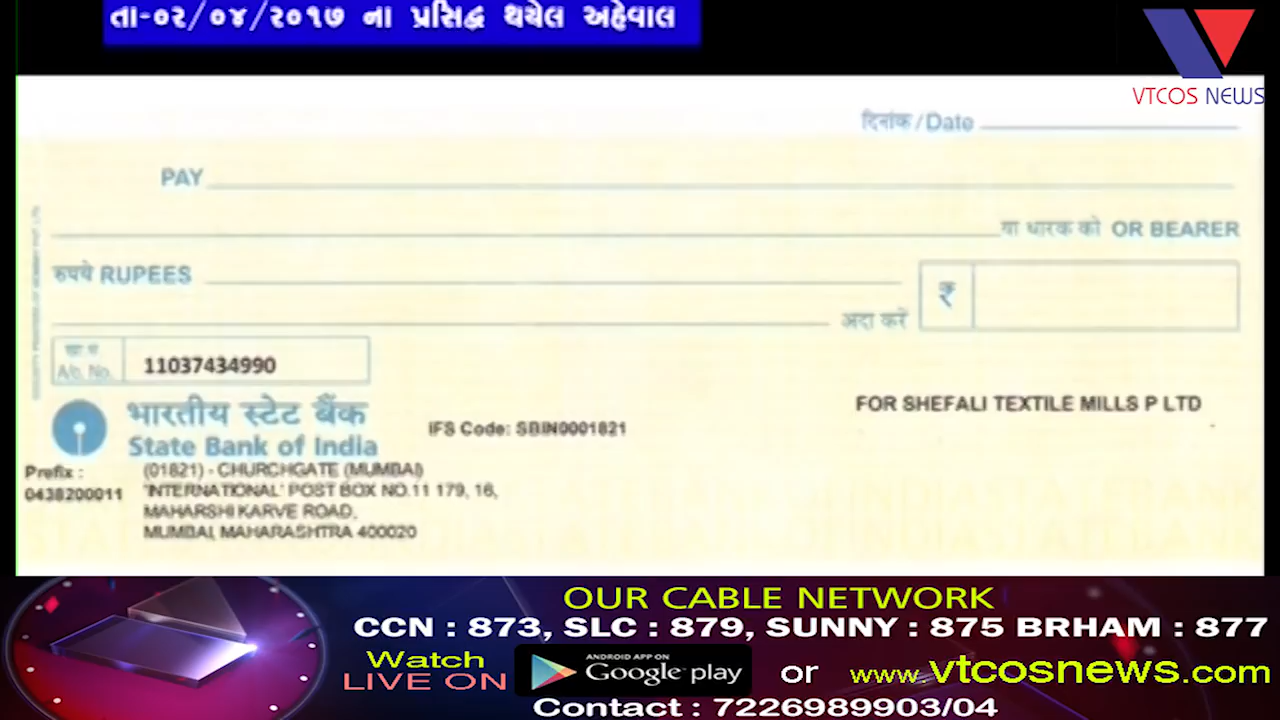 તા-૦૨/૦૪/૨૦૧૭ ના પ્રસિદ્ધ થયેલ અહેવાલ
VTCOS NEWS
दिनांक/Date
PAY
या धारक को OR BEARER
रुपये RUPEES
₹
अदा करें
खा.सं.
A/c. No.
11037434990
भारतीय स्टेट बैंक
State Bank of India
IFS Code: SBIN0001821
FOR SHEFALI TEXTILE MILLS P LTD
Prefix :
0438200011
(01821) - CHURCHGATE (MUMBAI)
'INTERNATIONAL' POST BOX NO.11 179, 16,
MAHARSHI KARVE ROAD,
MUMBAI, MAHARASHTRA 400020
OUR CABLE NETWORK
CCN : 873, SLC : 879, SUNNY : 875 BRHAM : 877
Watch
LIVE ON
ANDROID APP ON
Google play
or www.vtcosnews.com
Contact : 7226989903/04